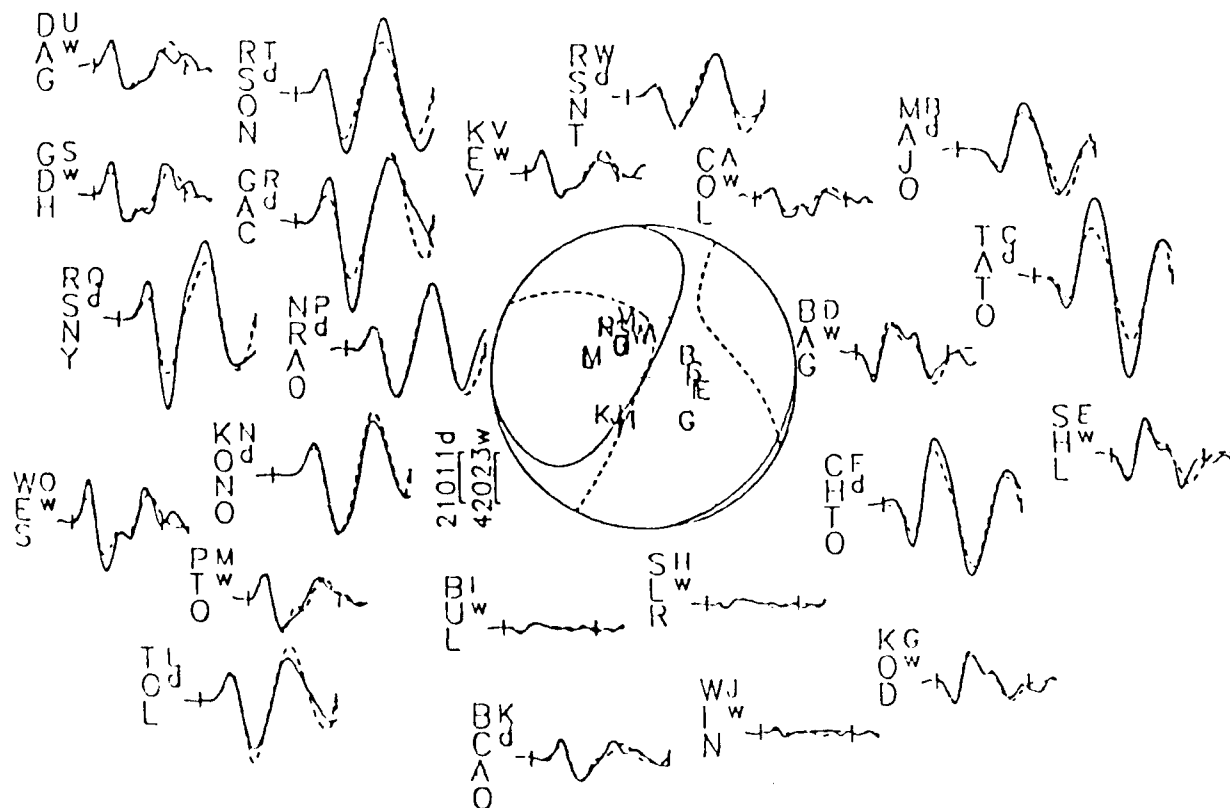 DAG U w
RSON T d
RSNT W d
MAJO B d
GDH S w
GAC R d
KEV V w
COL A w
TATO C d
RSNY Q d
NRAO P d
BAG D w
M
M
D
E
G
K J H
KONO N d
SHL E w
WES O w
CHTO F d
21011d
42023w
PTO M w
BUL I w
SLR H w
TOL L d
BCAO K d
WIN J w
KOD G w